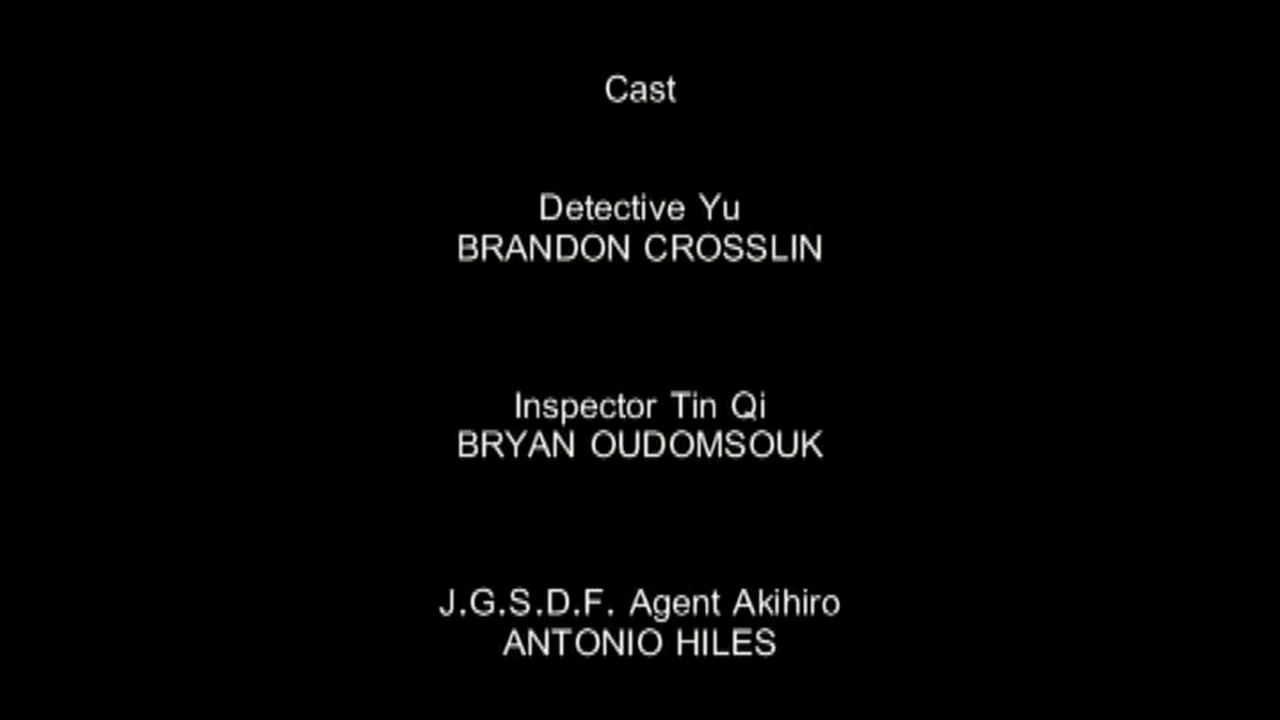 Cast
Detective Yu
BRANDON CROSSLIN
Inspector Tin Qi
BRYAN OUDOMSOUK
J.G.S.D.F. Agent Akihiro
ANTONIO HILES